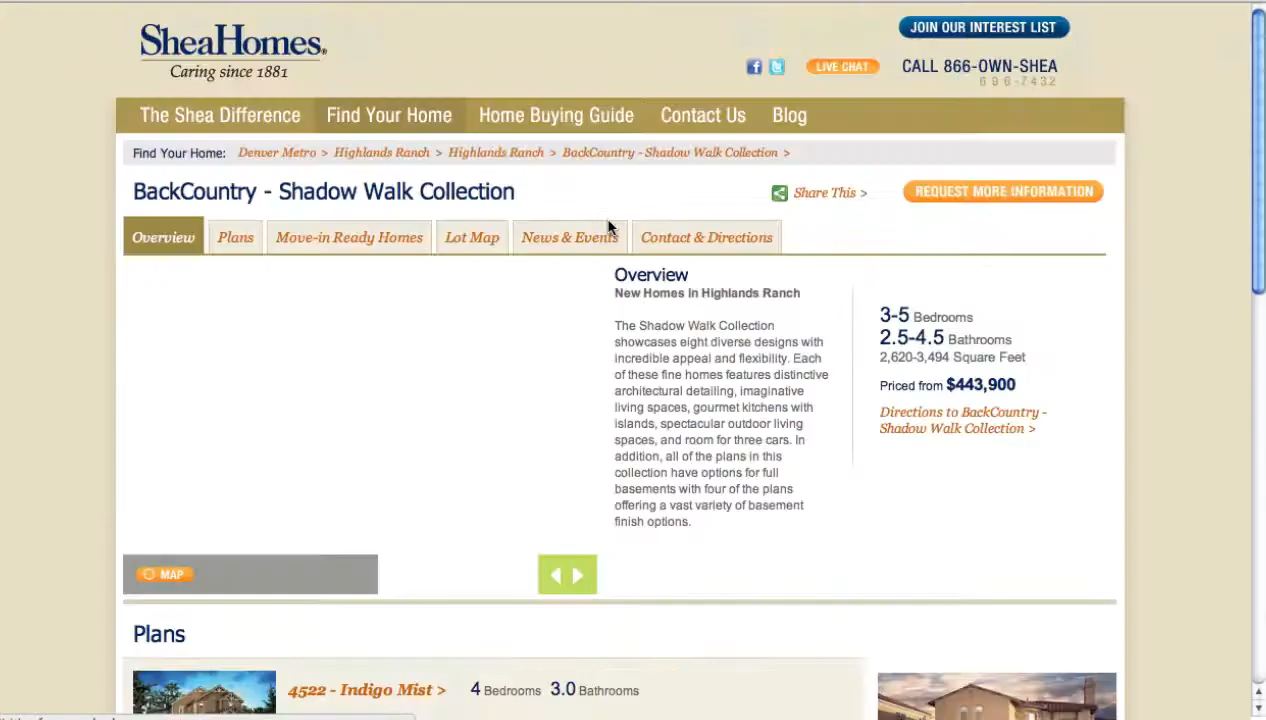 SheaHomes®
Caring since 1881
JOIN OUR INTEREST LIST
LIVE CHAT
CALL 866-OWN-SHEA
696-7432
The Shea Difference
Find Your Home
Home Buying Guide
Contact Us
Blog
Find Your Home: Denver Metro > Highlands Ranch > Highlands Ranch > BackCountry - Shadow Walk Collection >
BackCountry - Shadow Walk Collection
Share This >
REQUEST MORE INFORMATION
Overview
Plans
Move-in Ready Homes
Lot Map
News & Events
Contact & Directions
Overview
New Homes in Highlands Ranch
The Shadow Walk Collection
showcases eight diverse designs with
incredible appeal and flexibility. Each
of these fine homes features distinctive
architectural detailing, imaginative
living spaces, gourmet kitchens with
islands, spectacular outdoor living
spaces, and room for three cars. In
addition, all of the plans in this
collection have options for full
basements with four of the plans
offering a vast variety of basement
finish options.
3-5 Bedrooms
2.5-4.5 Bathrooms
2,620-3,494 Square Feet
Priced from $443,900
Directions to BackCountry -
Shadow Walk Collection >
MAP
Plans
4522 - Indigo Mist >
4 Bedrooms 3.0 Bathrooms